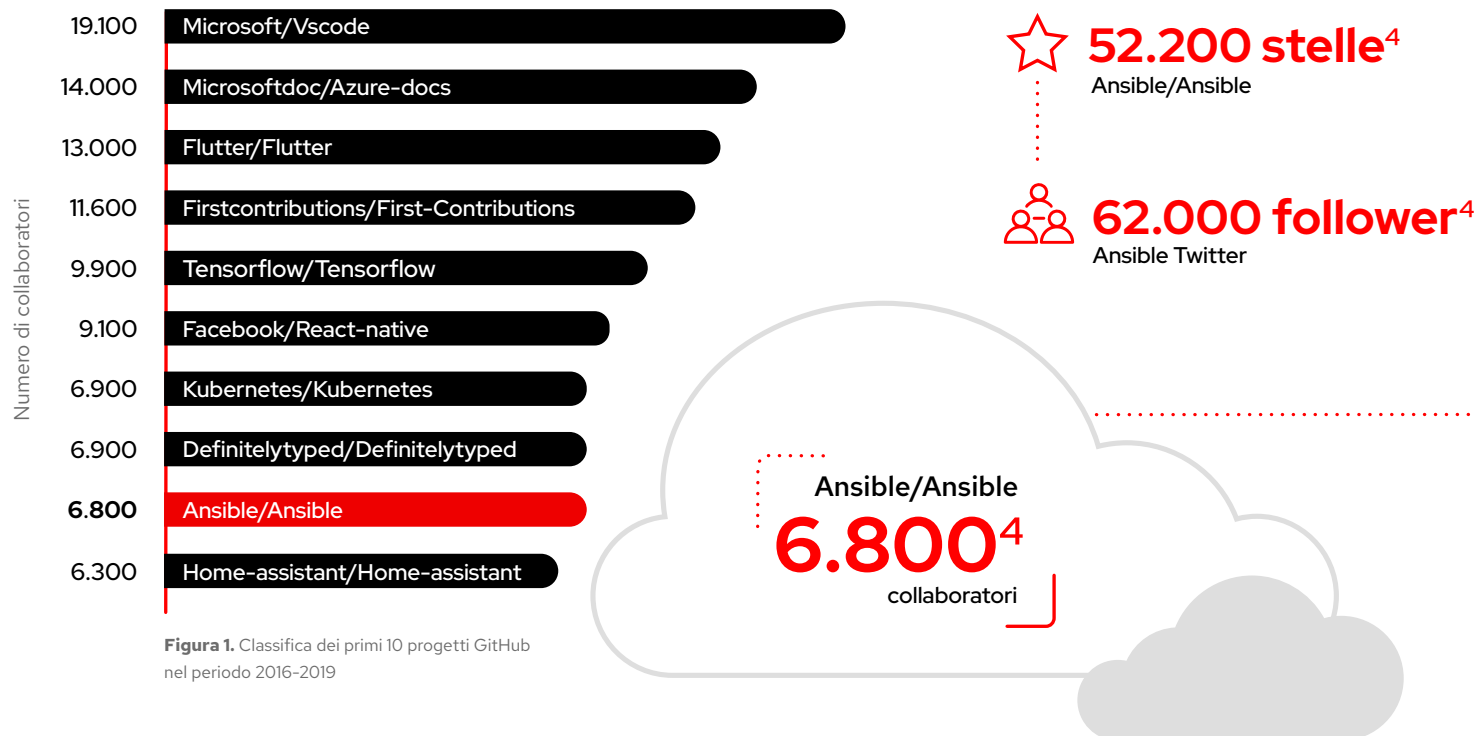 Numero di collaboratori
19.100 Microsoft/Vscode
14.000 Microsoftdoc/Azure-docs
13.000 Flutter/Flutter
11.600 Firstcontributions/First-Contributions
9.900 Tensorflow/Tensorflow
9.100 Facebook/React-native
6.900 Kubernetes/Kubernetes
6.900 Definitelytyped/Definitelytyped
6.800 Ansible/Ansible
6.300 Home-assistant/Home-assistant
Figura 1. Classifica dei primi 10 progetti GitHub
nel periodo 2016-2019
52.200 stelle⁴
Ansible/Ansible
62.000 follower⁴
Ansible Twitter
Ansible/Ansible
6.800⁴
collaboratori